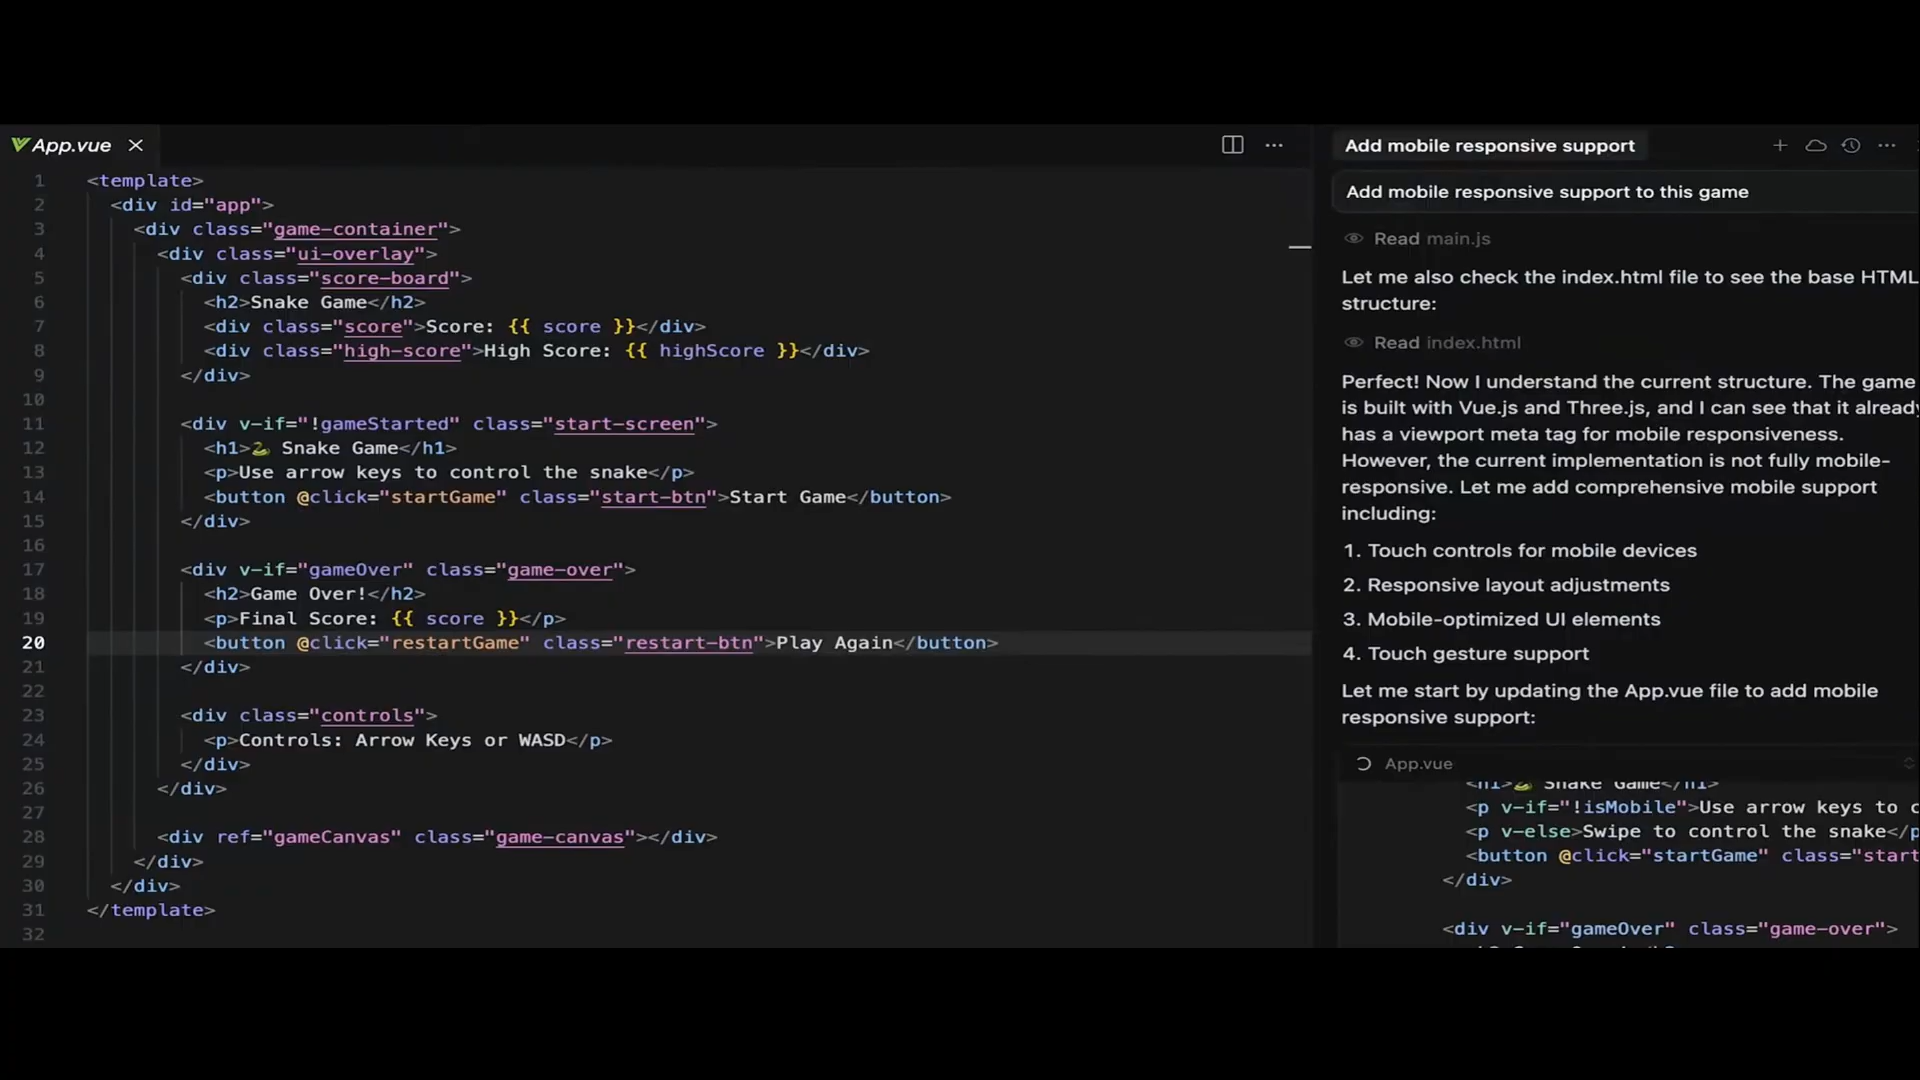 App.vue
1 <template>
2 <div id="app">
3 <div class="game-container">
4 <div class="ui-overlay">
5 <div class="score-board">
6 <h2>Snake Game</h2>
7 <div class="score">Score: {{ score }}</div>
8 <div class="high-score">High Score: {{ highScore }}</div>
9 </div>
10
11 <div v-if="!gameStarted" class="start-screen">
12 <h1>🐍 Snake Game</h1>
13 <p>Use arrow keys to control the snake</p>
14 <button @click="startGame" class="start-btn">Start Game</button>
15 </div>
16
17 <div v-if="gameOver" class="game-over">
18 <h2>Game Over!</h2>
19 <p>Final Score: {{ score }}</p>
20 <button @click="restartGame" class="restart-btn">Play Again</button>
21 </div>
22
23 <div class="controls">
24 <p>Controls: Arrow Keys or WASD</p>
25 </div>
26 </div>
27
28 <div ref="gameCanvas" class="game-canvas"></div>
29 </div>
30 </div>
31 </template>
32
Add mobile responsive support
Add mobile responsive support to this game
Read main.js
Let me also check the index.html file to see the base HTML
structure:
Read index.html
Perfect! Now I understand the current structure. The game
is built with Vue.js and Three.js, and I can see that it already
has a viewport meta tag for mobile responsiveness.
However, the current implementation is not fully mobile-
responsive. Let me add comprehensive mobile support
including:
1. Touch controls for mobile devices
2. Responsive layout adjustments
3. Mobile-optimized UI elements
4. Touch gesture support
Let me start by updating the App.vue file to add mobile
responsive support:
App.vue
<h1>🐍 Snake Game</h1>
<p v-if="!isMobile">Use arrow keys to c
<p v-else>Swipe to control the snake</p
<button @click="startGame" class="start
</div>
<div v-if="gameOver" class="game-over">